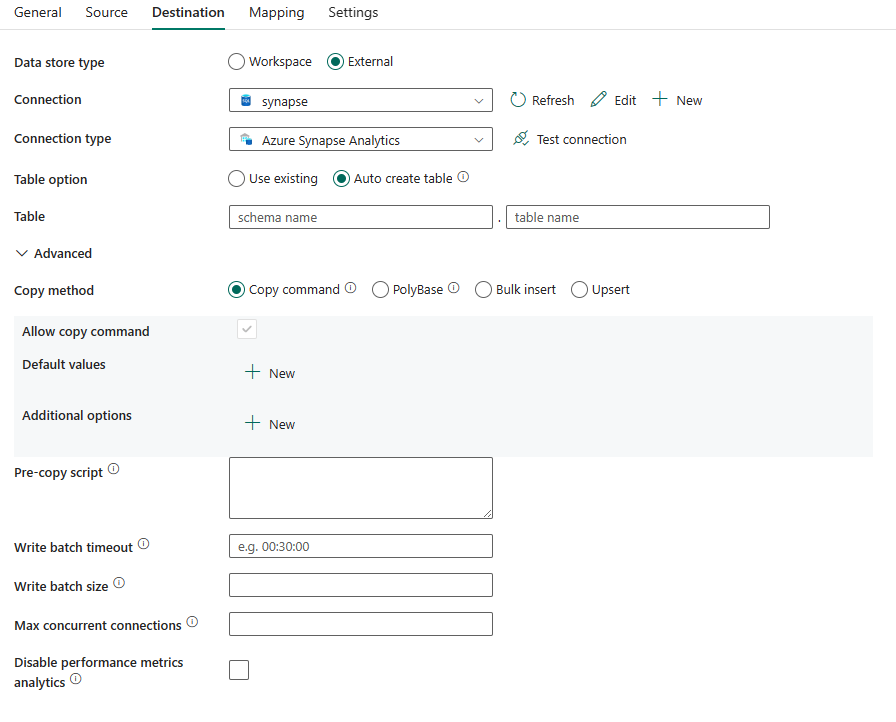 General Source Destination Mapping Settings
Data store type Workspace External
Connection synapse Refresh Edit New
Connection type Azure Synapse Analytics Test connection
Table option Use existing Auto create table
Table schema name . table name
Advanced
Copy method Copy command PolyBase Bulk insert Upsert
Allow copy command
Default values New
Additional options New
Pre-copy script
Write batch timeout e.g. 00:30:00
Write batch size
Max concurrent connections
Disable performance metrics
analytics